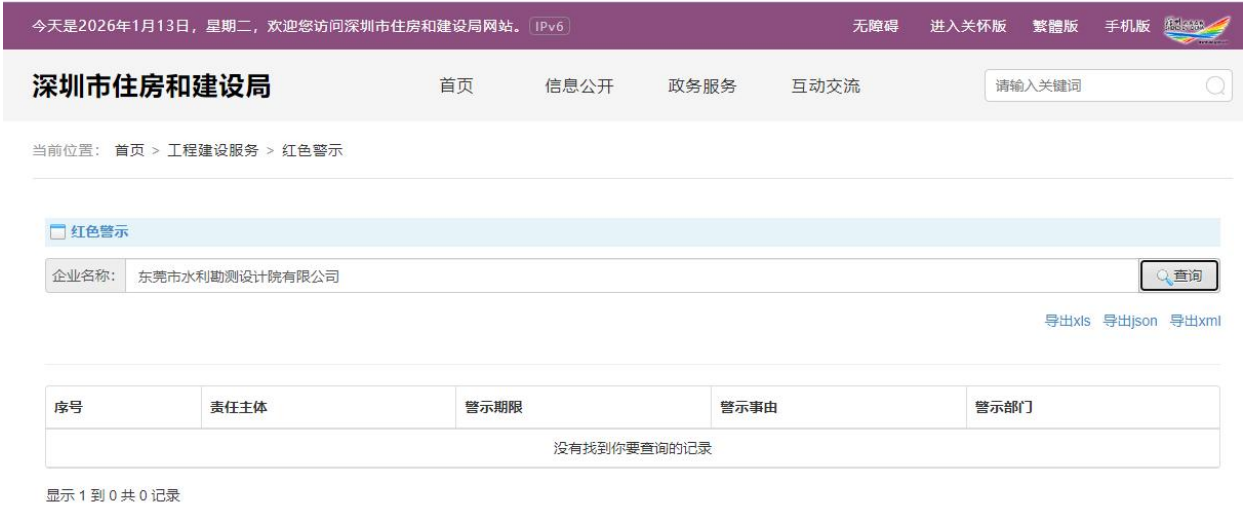 今天是2026年1月13日，星期二，欢迎您访问深圳市住房和建设局网站。 IPv6 无障碍 进入关怀版 繁體版 手机版
深圳市住房和建设局 首页 信息公开 政务服务 互动交流 请输入关键词
当前位置： 首页 > 工程建设服务 > 红色警示
红色警示
企业名称： 东莞市水利勘测设计院有限公司 查询
导出xls 导出json 导出xml
序号 责任主体 警示期限 警示事由 警示部门
没有找到你要查询的记录
显示 1 到 0 共 0 记录